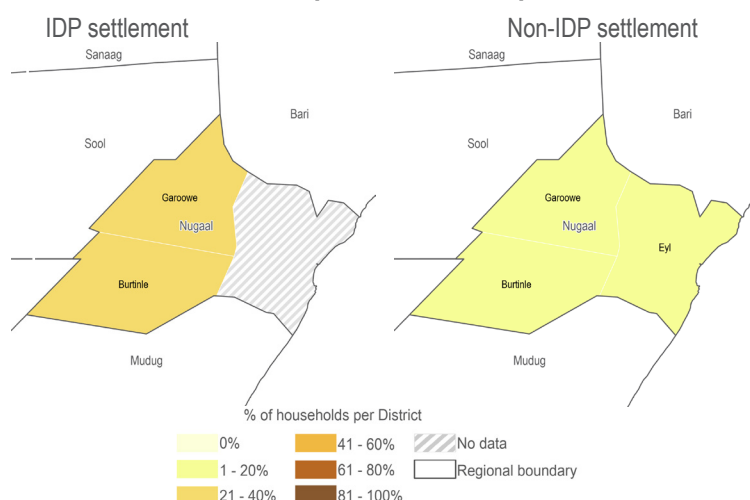 IDP settlement
Sanaag
Bari
Sool
Garoowe
Nugaal
Burtinle
Mudug
Non-IDP settlement
Sanaag
Bari
Sool
Garoowe
Nugaal
Eyl
Burtinle
Mudug
% of households per District
0%
1 - 20%
21 - 40%
41 - 60%
61 - 80%
81 - 100%
No data
Regional boundary